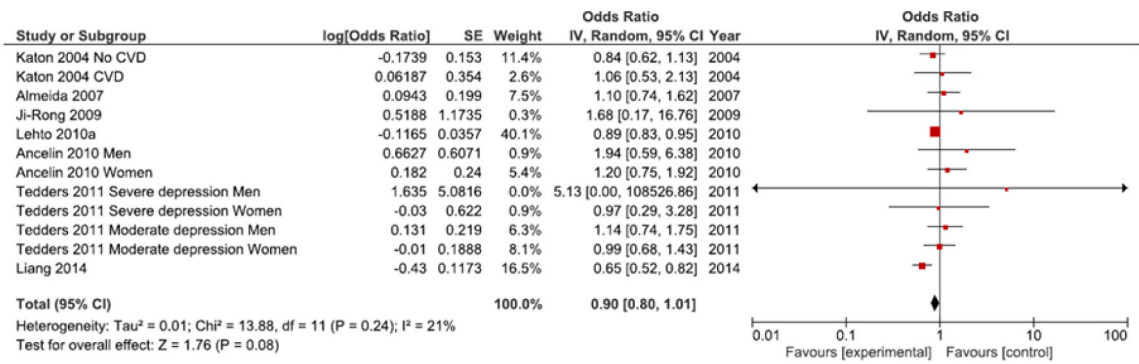 Odds Ratio Odds Ratio
Study or Subgroup log[Odds Ratio] SE Weight IV, Random, 95% CI Year IV, Random, 95% CI
Katon 2004 No CVD -0.1739 0.153 11.4% 0.84 [0.62, 1.13] 2004
Katon 2004 CVD 0.06187 0.354 2.6% 1.06 [0.53, 2.13] 2004
Almeida 2007 0.0943 0.199 7.5% 1.10 [0.74, 1.62] 2007
Ji-Rong 2009 0.5188 1.1735 0.3% 1.68 [0.17, 16.76] 2009
Lehto 2010a -0.1165 0.0357 40.1% 0.89 [0.83, 0.95] 2010
Ancelin 2010 Men 0.6627 0.6071 0.9% 1.94 [0.59, 6.38] 2010
Ancelin 2010 Women 0.182 0.24 5.4% 1.20 [0.75, 1.92] 2010
Tedders 2011 Severe depression Men 1.635 5.0816 0.0% 5.13 [0.00, 108526.86] 2011
Tedders 2011 Severe depression Women -0.03 0.622 0.9% 0.97 [0.29, 3.28] 2011
Tedders 2011 Moderate depression Men 0.131 0.219 6.3% 1.14 [0.74, 1.75] 2011
Tedders 2011 Moderate depression Women -0.01 0.1888 8.1% 0.99 [0.68, 1.43] 2011
Liang 2014 -0.43 0.1173 16.5% 0.65 [0.52, 0.82] 2014
Total (95% CI) 100.0% 0.90 [0.80, 1.01]
Heterogeneity: Tau² = 0.01; Chi² = 13.88, df = 11 (P = 0.24); I² = 21%
Test for overall effect: Z = 1.76 (P = 0.08)
0.01 0.1 1 10 100
Favours [experimental] Favours [control]